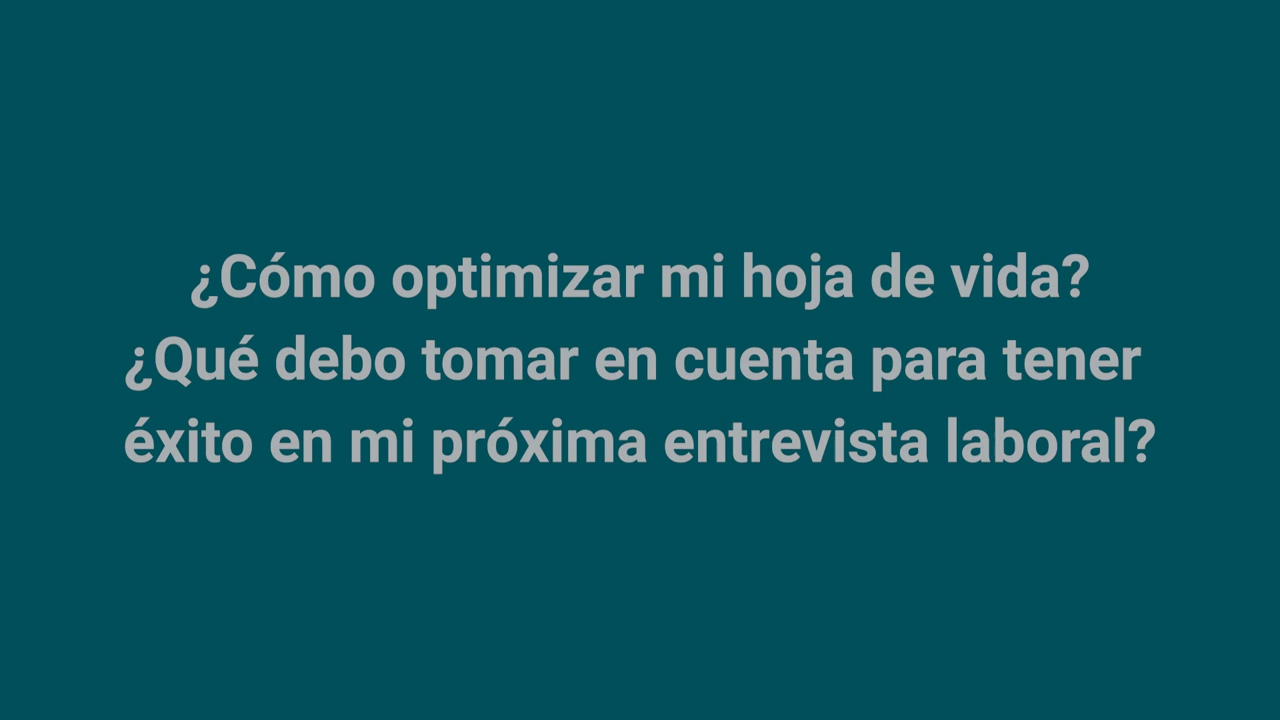 ¿Cómo optimizar mi hoja de vida?
¿Qué debo tomar en cuenta para tener
éxito en mi próxima entrevista laboral?